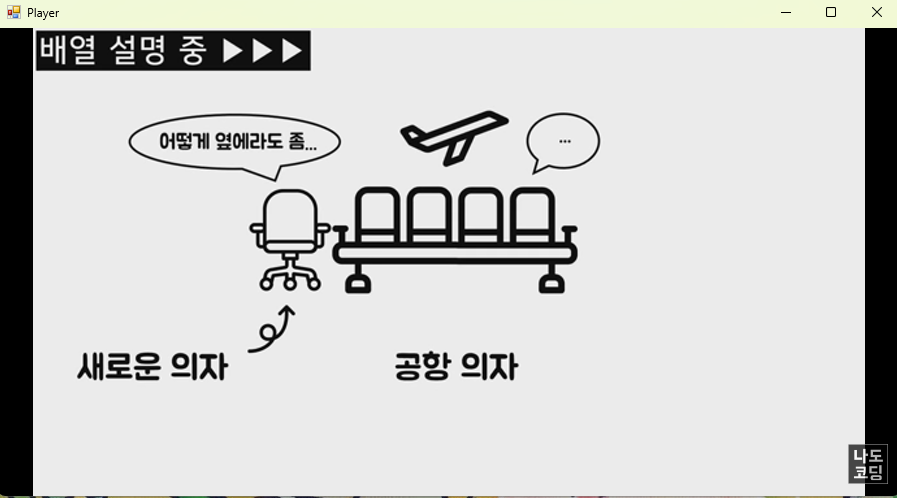 Player
배열 설명 중 ▶▶▶
어떻게 옆에라도 좀...
...
새로운 의자
공항 의자
나도
코딩